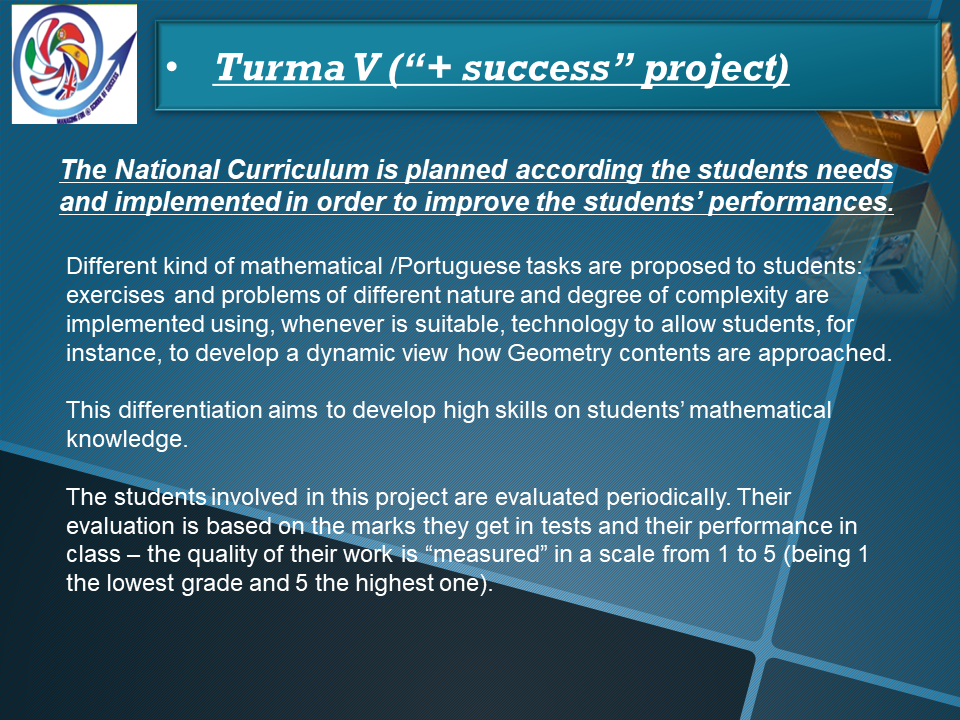 • Turma V (“+ success” project)
The National Curriculum is planned according the students needs
and implemented in order to improve the students’ performances.
Different kind of mathematical /Portuguese tasks are proposed to students:
exercises and problems of different nature and degree of complexity are
implemented using, whenever is suitable, technology to allow students, for
instance, to develop a dynamic view how Geometry contents are approached.
This differentiation aims to develop high skills on students’ mathematical
knowledge.
The students involved in this project are evaluated periodically. Their
evaluation is based on the marks they get in tests and their performance in
class – the quality of their work is “measured” in a scale from 1 to 5 (being 1
the lowest grade and 5 the highest one).